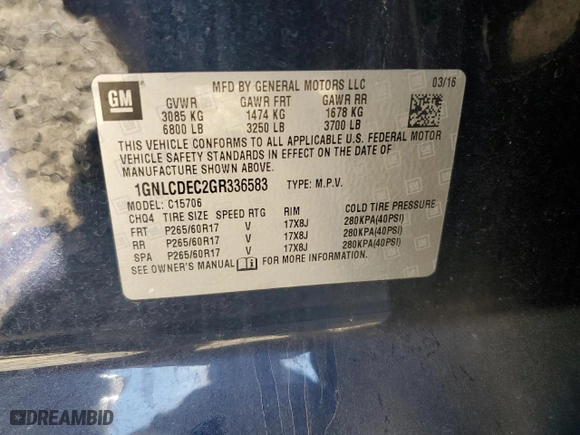 GM
MFD BY GENERAL MOTORS LLC 03/16
GVWR GAWR FRT GAWR RR
3085 KG 1474 KG 1678 KG
6800 LB 3250 LB 3700 LB
THIS VEHICLE CONFORMS TO ALL APPLICABLE U.S. FEDERAL MOTOR
VEHICLE SAFETY STANDARDS IN EFFECT ON THE DATE OF
MANUFACTURE SHOWN ABOVE.
1GNLCDEC2GR336583 TYPE: M.P.V.
MODEL: C15706
CHQ4 TIRE SIZE SPEED RTG RIM COLD TIRE PRESSURE
FRT P265/60R17 V 17X8J 280KPA(40PSI)
RR P265/60R17 V 17X8J 280KPA(40PSI)
SPA P265/60R17 V 17X8J 280KPA(40PSI)
SEE OWNER'S MANUAL FOR MORE INFORMATION.
DREAMBID